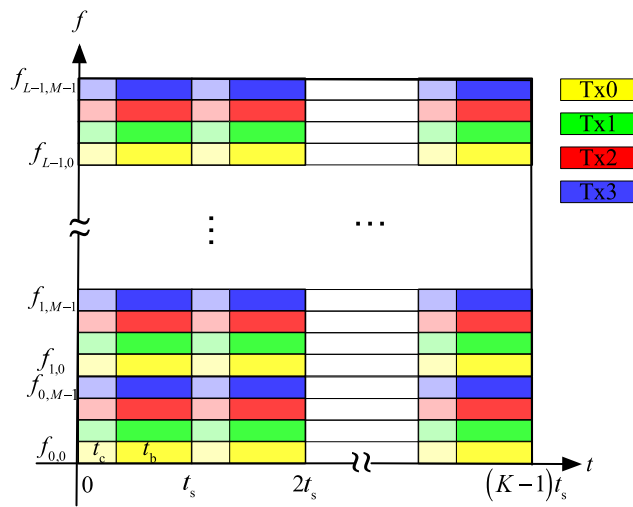 f
f_{L-1,M-1}
Tx0
Tx1
Tx2
f_{L-1,0}
Tx3
⋮
⋯
f_{1,M-1}
f_{1,0}
f_{0,M-1}
f_{0,0}
t_c
t_b
t
0
t_s
2t_s
(K-1)t_s